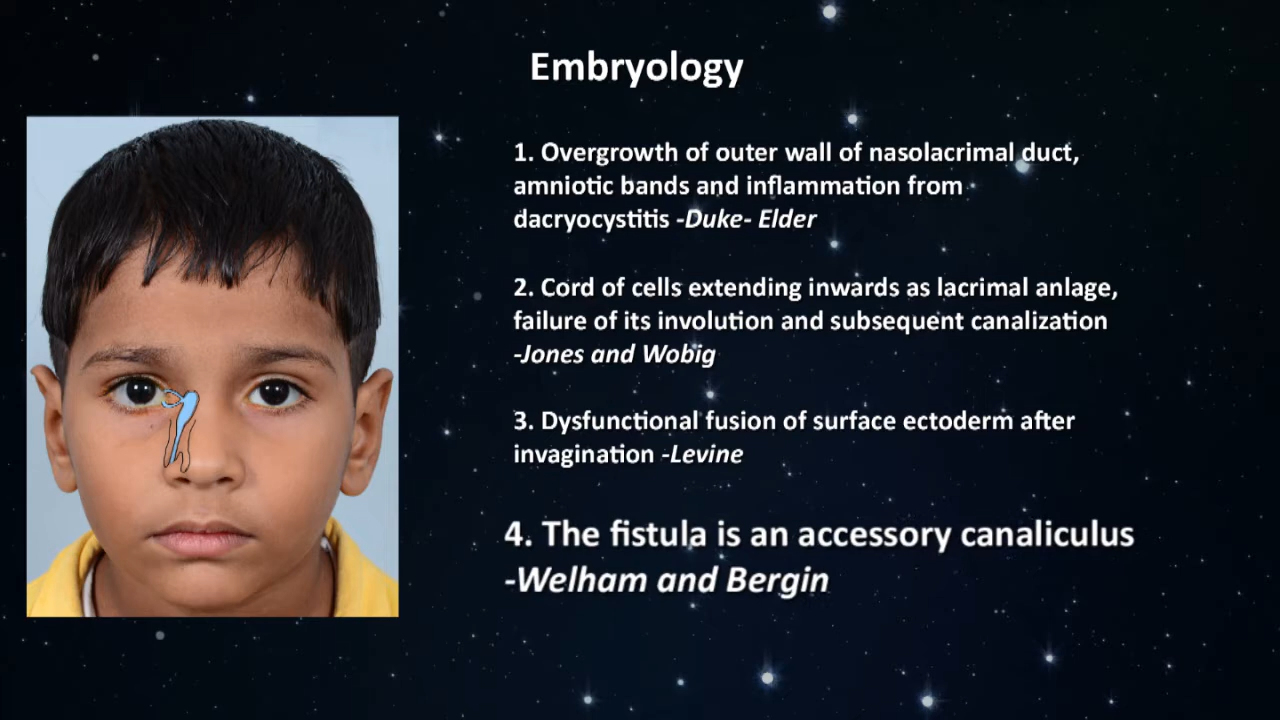 Embryology
1. Overgrowth of outer wall of nasolacrimal duct,
amniotic bands and inflammation from
dacryocystitis -Duke- Elder
2. Cord of cells extending inwards as lacrimal anlage,
failure of its involution and subsequent canalization
-Jones and Wobig
3. Dysfunctional fusion of surface ectoderm after
invagination -Levine
4. The fistula is an accessory canaliculus
-Welham and Bergin